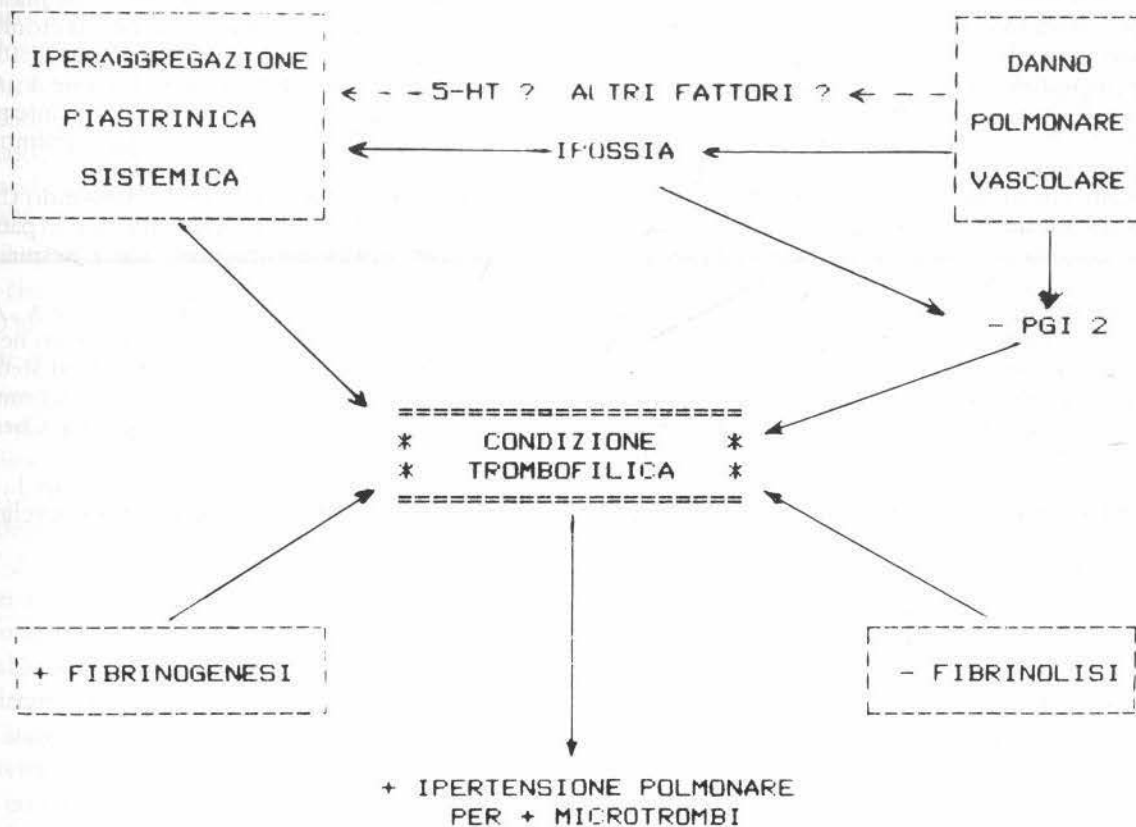 IPERAGGREGAZIONE
PIASTRINICA
SISTEMICA
5-HT ? ALTRI FATTORI ?
IPOSSIA
DANNO
POLMONARE
VASCOLARE
- PGI 2
====================
* CONDIZIONE *
* TROMBOFILICA *
====================
+ FIBRINOGENESI
- FIBRINOLISI
+ IPERTENSIONE POLMONARE
PER + MICROTROMBI